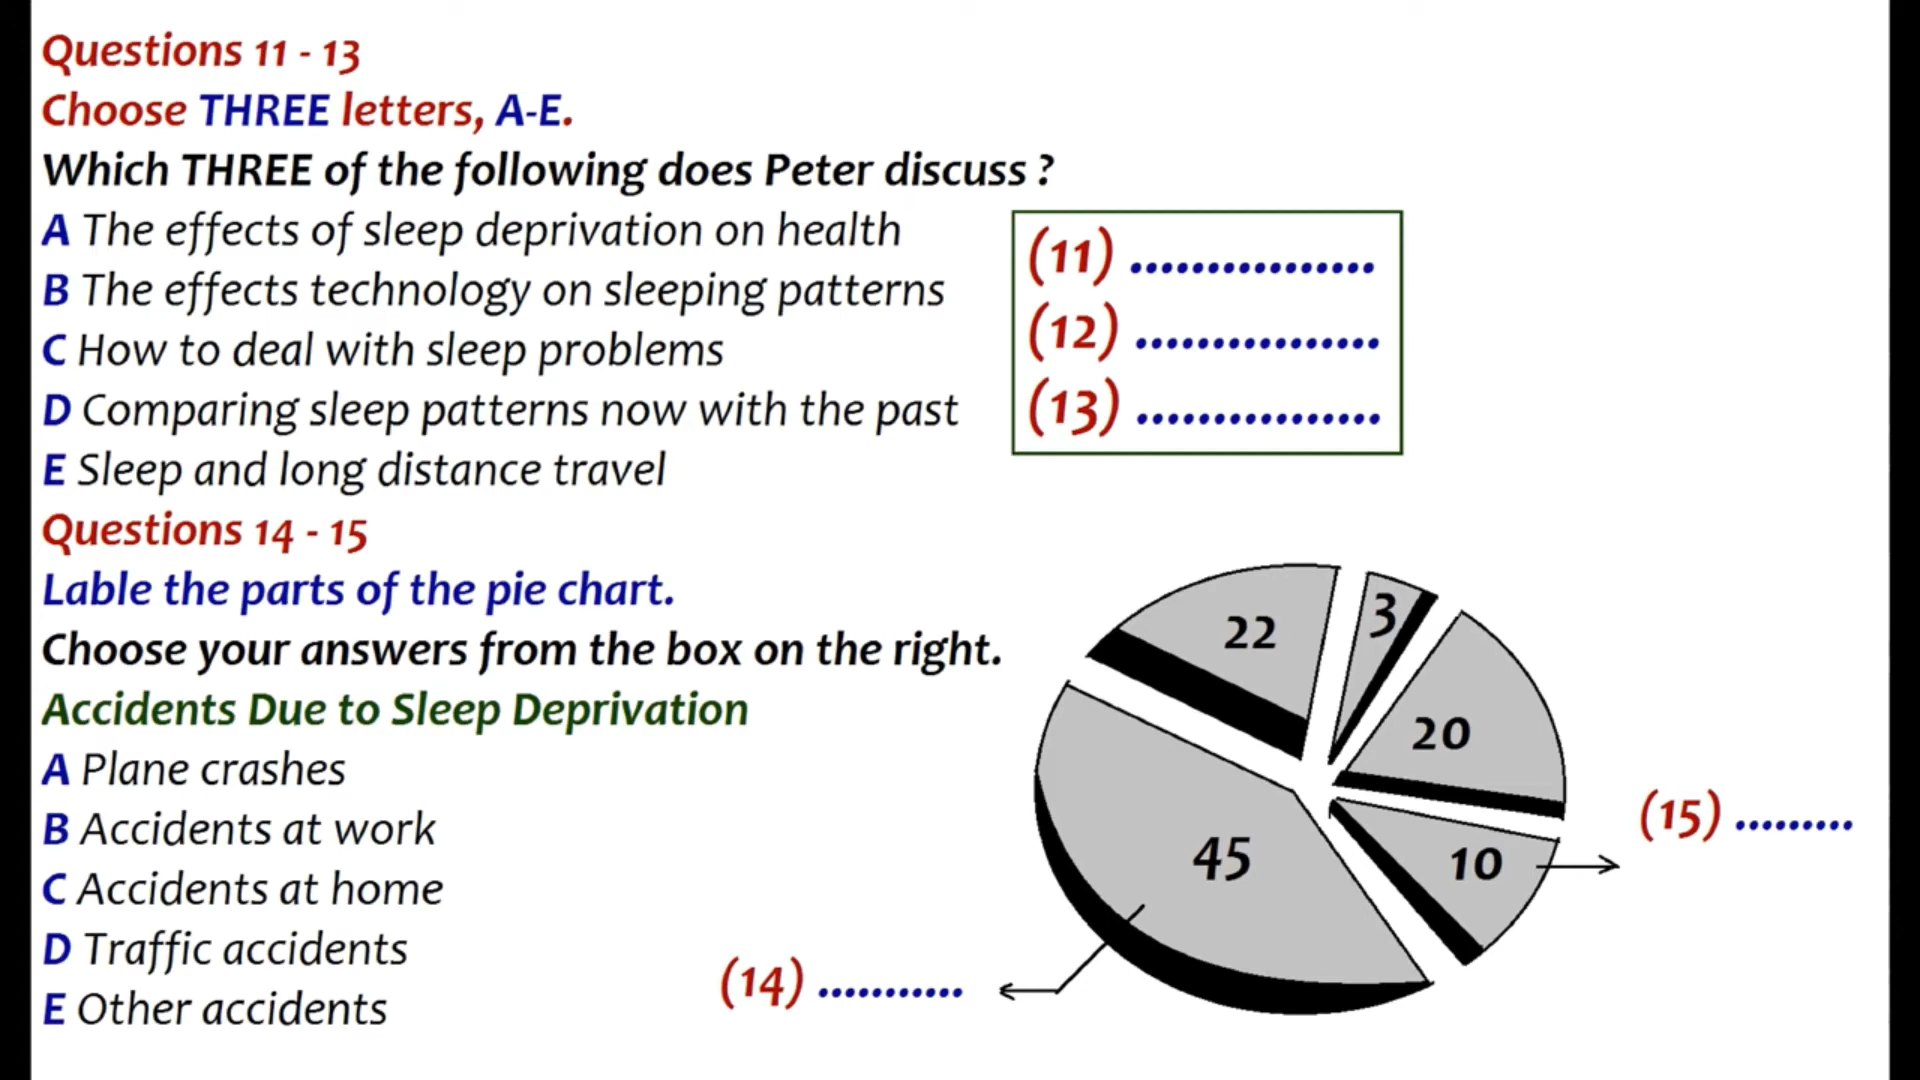 Questions 11 - 13
Choose THREE letters, A-E.
Which THREE of the following does Peter discuss ?
A The effects of sleep deprivation on health
B The effects technology on sleeping patterns
C How to deal with sleep problems
D Comparing sleep patterns now with the past
E Sleep and long distance travel
(11) ................
(12) ................
(13) ................
Questions 14 - 15
Lable the parts of the pie chart.
Choose your answers from the box on the right.
Accidents Due to Sleep Deprivation
A Plane crashes
B Accidents at work
C Accidents at home
D Traffic accidents
E Other accidents
22
3
20
10
45
(14) ..........
(15) ........